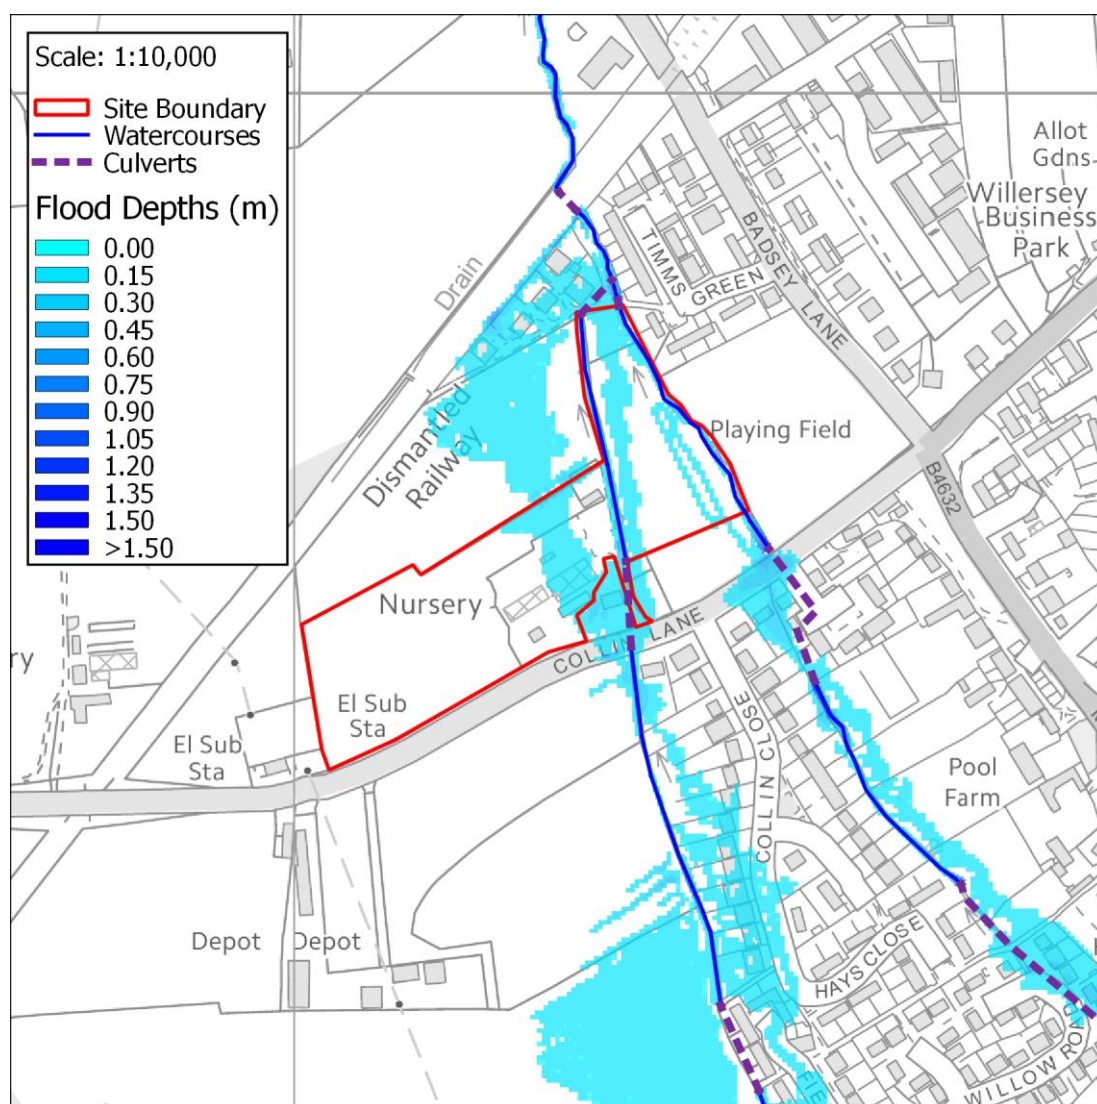 Scale: 1:10,000
Site Boundary
Watercourses
Culverts
Flood Depths (m)
0.00
0.15
0.30
0.45
0.60
0.75
0.90
1.05
1.20
1.35
1.50
>1.50
Allot
Gdns
Willersey
Business
Park
BADSEY LANE
TIMMS
GREEN
Drain
Dismantled
Railway
Playing Field
B4632
Nursery
ry
COLLIN LANE
El Sub
Sta
El Sub
Sta
COLLIN CLOSE
Pool
Farm
Depot
Depot
HAYS CLOSE
WILLOW ROAD
FIE